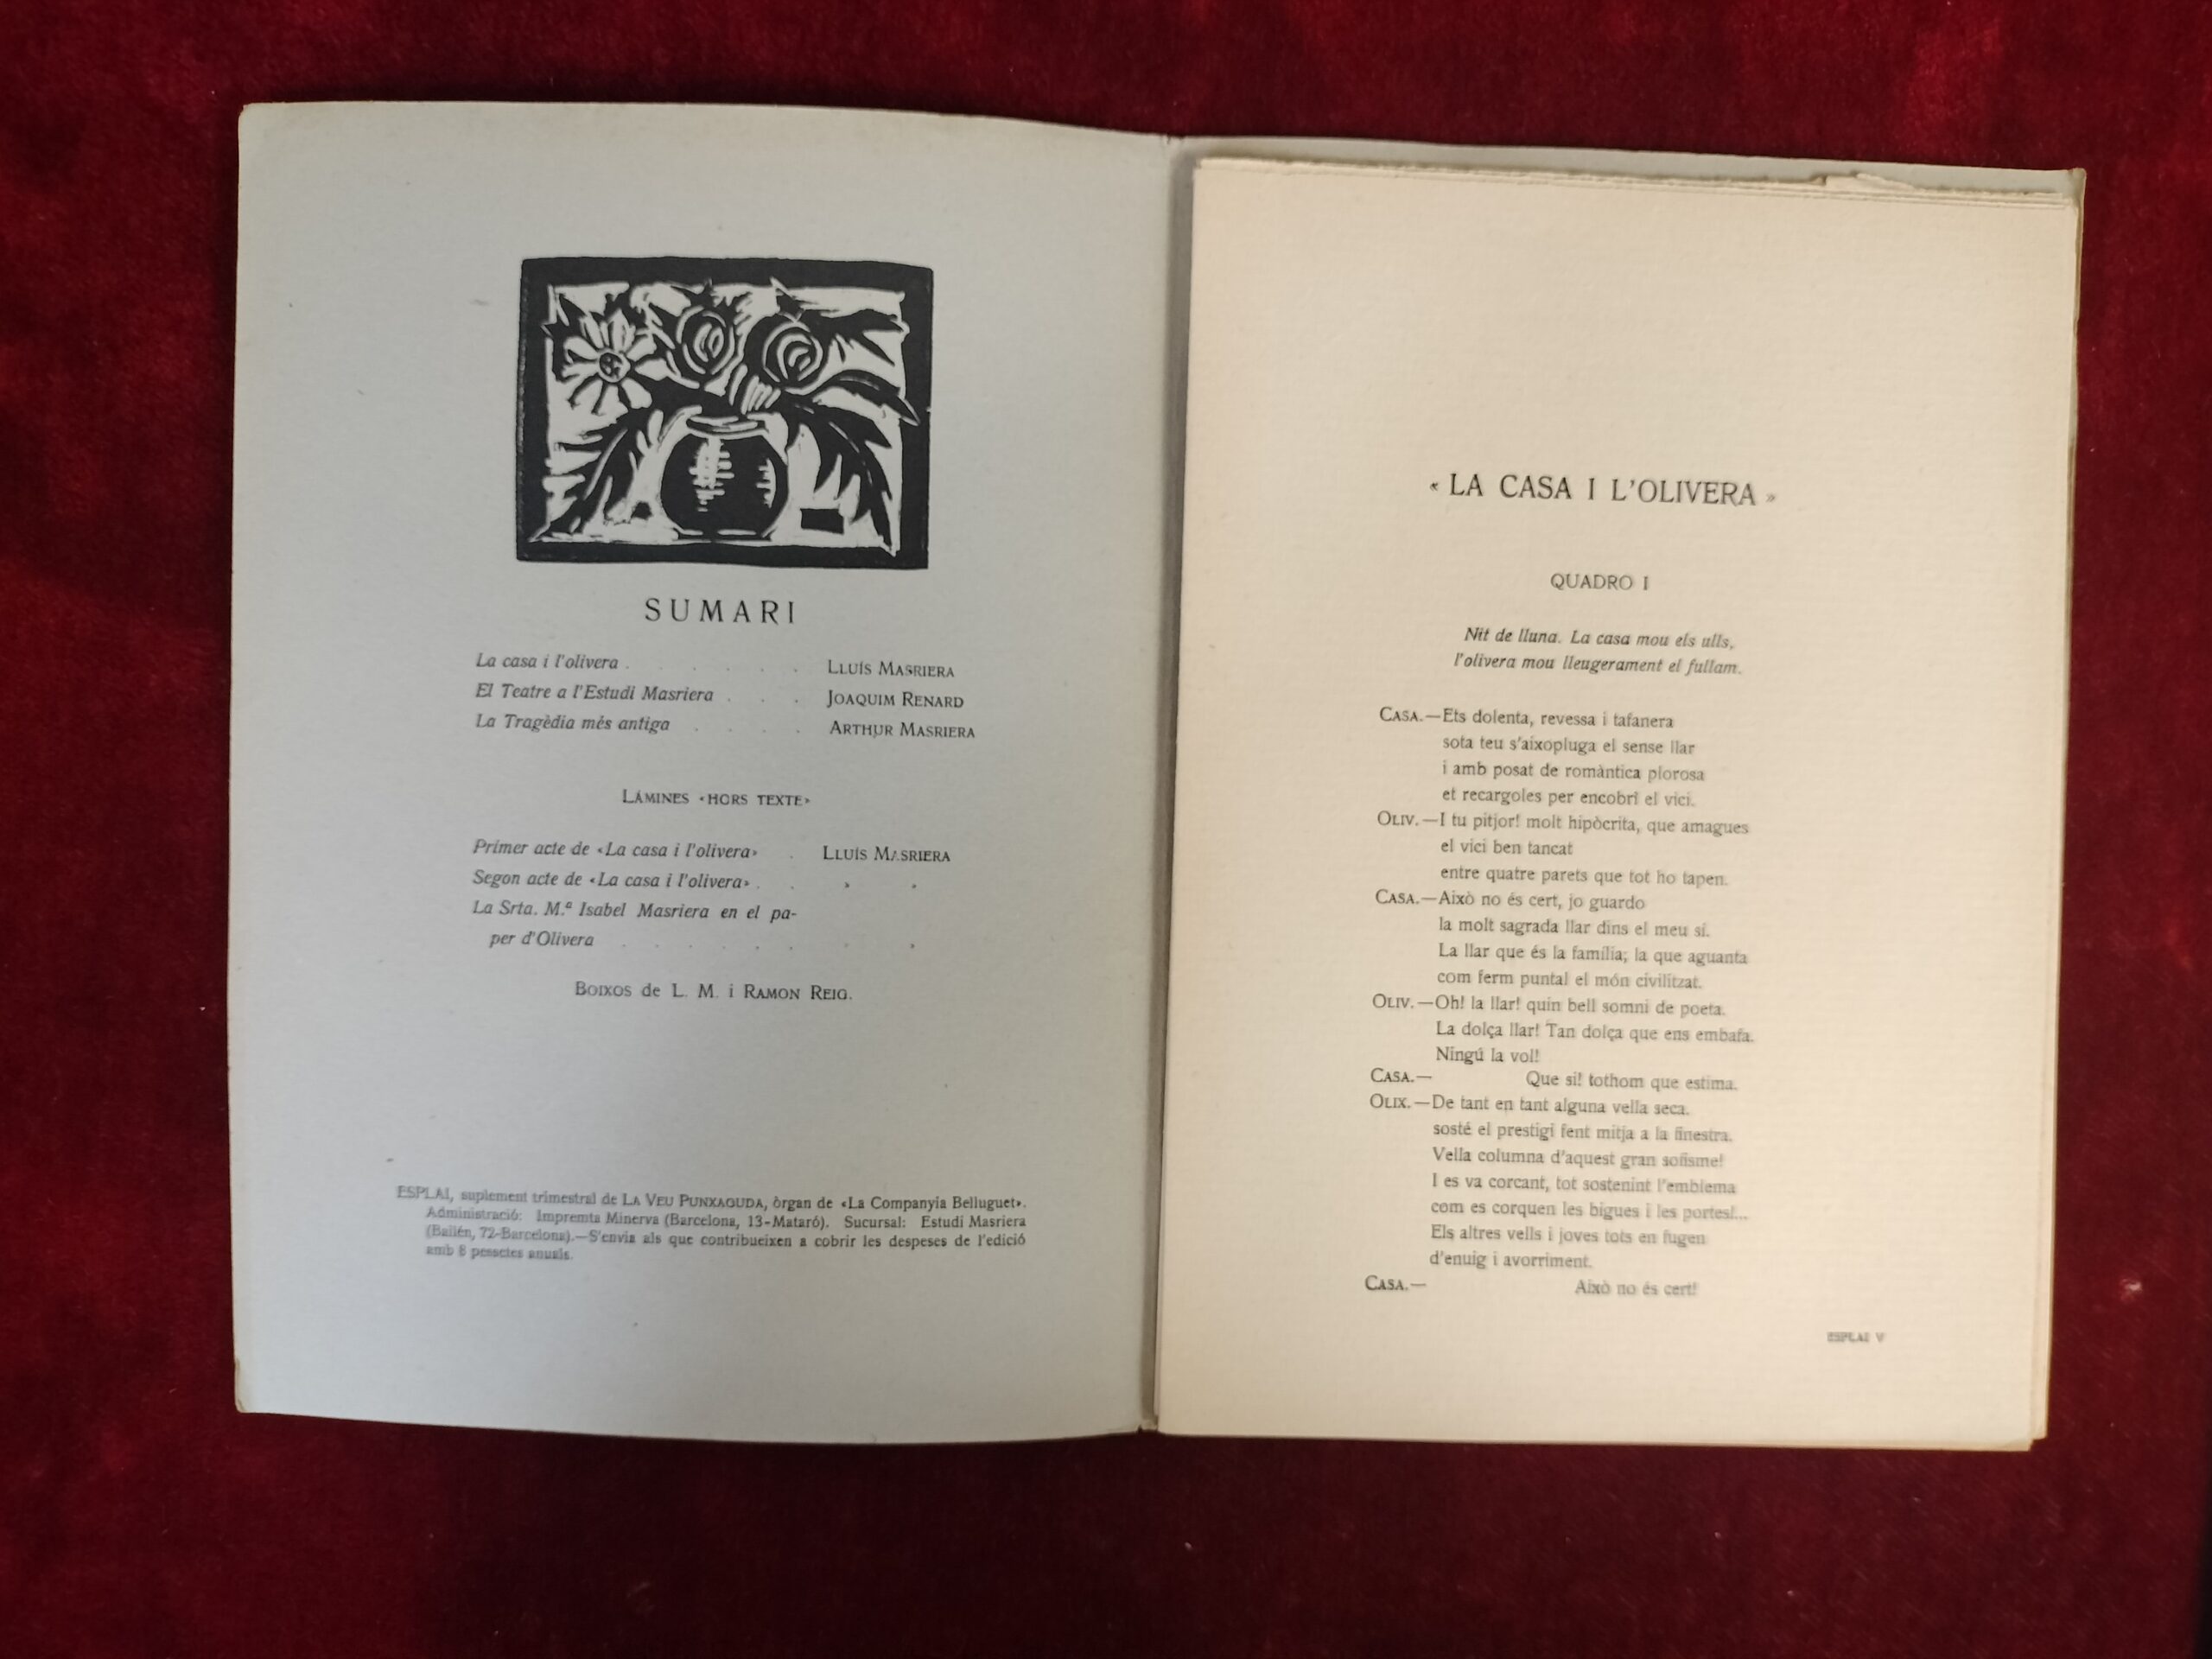 SUMARI
La casa i l'olivera . . . . . . LLUÍS MASRIERA
El Teatre a l'Estudi Masriera . . . JOAQUIM RENARD
La Tragèdia més antiga . . . . ARTHUR MASRIERA
LÀMINES «HORS TEXTE»
Primer acte de «La casa i l'olivera» . LLUÍS MASRIERA
Segon acte de «La casa i l'olivera» . . » »
La Srta. M.ª Isabel Masriera en el pa-
per d'Olivera . . . . . . » »
BOIXOS de L. M. i RAMON REIG.
ESPLAI, suplement trimestral de LA VEU PUNXAGUDA, òrgan de «La Companyia Belluguet».
Administració: Impremta Minerva (Barcelona, 13-Mataró). Sucursal: Estudi Masriera
(Bailén, 72-Barcelona).—S'envia als que contribueixen a cobrir les despeses de l'edició
amb 8 pessetes anuals.
« LA CASA I L'OLIVERA »
QUADRO I
Nit de lluna. La casa mou els ulls,
l'olivera mou lleugerament el fullam.
CASA.—Ets dolenta, revessa i tafanera
sota teu s'aixopluga el sense llar
i amb posat de romàntica plorosa
et recargoles per encobrí el vici.
OLIV.—I tu pitjor! molt hipòcrita, que amagues
el vici ben tancat
entre quatre parets que tot ho tapen.
CASA.—Això no és cert, jo guardo
la molt sagrada llar dins el meu sí.
La llar que és la família; la que aguanta
com ferm puntal el món civilitzat.
OLIV.—Oh! la llar! quin bell somni de poeta.
La dolça llar! Tan dolça que ens embafa.
Ningú la vol!
CASA.— Que si! tothom que estima.
OLIX.—De tant en tant alguna vella seca.
sosté el prestigi fent mitja a la finestra.
Vella columna d'aquest gran sofisme!
I es va corcant, tot sostenint l'emblema
com es corquen les bigues i les portes!...
Els altres vells i joves tots en fugen
d'enuig i avorriment.
CASA.— Això no és cert!
ESPLAI V